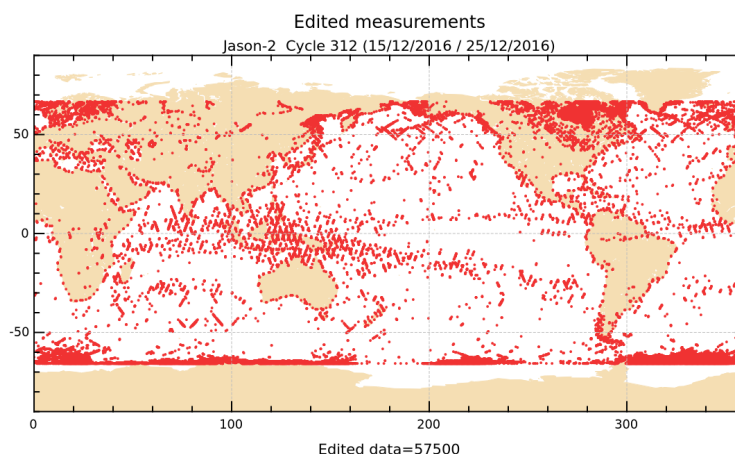 Edited measurements
Jason-2 Cycle 312 (15/12/2016 / 25/12/2016)
50
0
-50
0 100 200 300
Edited data=57500